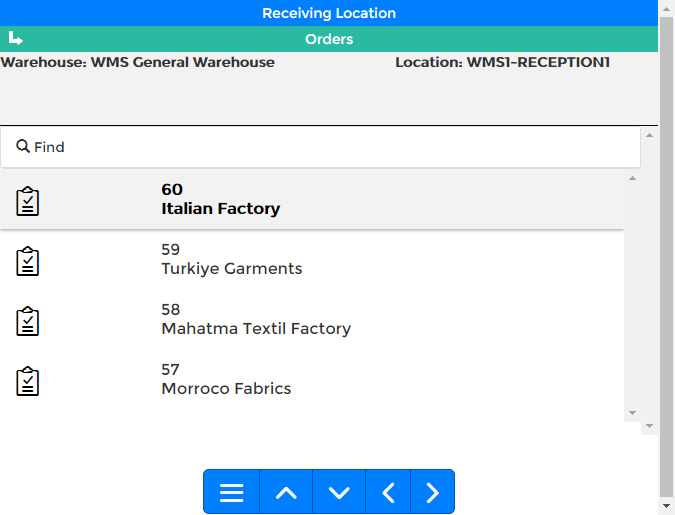 Receiving Location
Orders
Warehouse: WMS General Warehouse Location: WMS1-RECEPTION1
Find
60
Italian Factory
59
Turkiye Garments
58
Mahatma Textil Factory
57
Morroco Fabrics